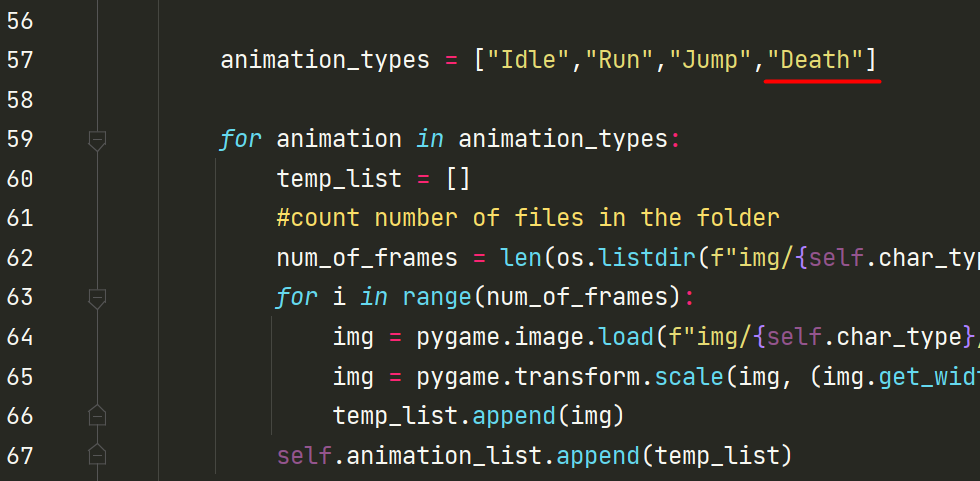 56
57 animation_types = ["Idle","Run","Jump","Death"]
58
59 for animation in animation_types:
60 temp_list = []
61 #count number of files in the folder
62 num_of_frames = len(os.listdir(f"img/{self.char_typ
63 for i in range(num_of_frames):
64 img = pygame.image.load(f"img/{self.char_type}/
65 img = pygame.transform.scale(img, (img.get_widt
66 temp_list.append(img)
67 self.animation_list.append(temp_list)